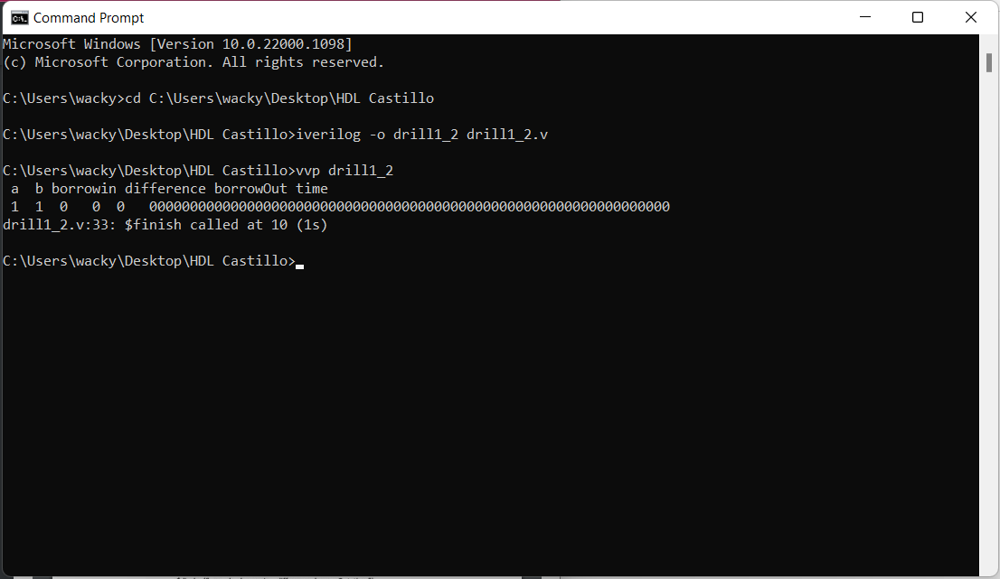 Command Prompt
Microsoft Windows [Version 10.0.22000.1098]
(c) Microsoft Corporation. All rights reserved.
C:\Users\wacky>cd C:\Users\wacky\Desktop\HDL Castillo
C:\Users\wacky\Desktop\HDL Castillo>iverilog -o drill1_2 drill1_2.v
C:\Users\wacky\Desktop\HDL Castillo>vvp drill1_2
a  b borrowin difference borrowOut time
1  1  0   0  0   0000000000000000000000000000000000000000000000000000000000000000
drill1_2.v:33: $finish called at 10 (1s)
C:\Users\wacky\Desktop\HDL Castillo>